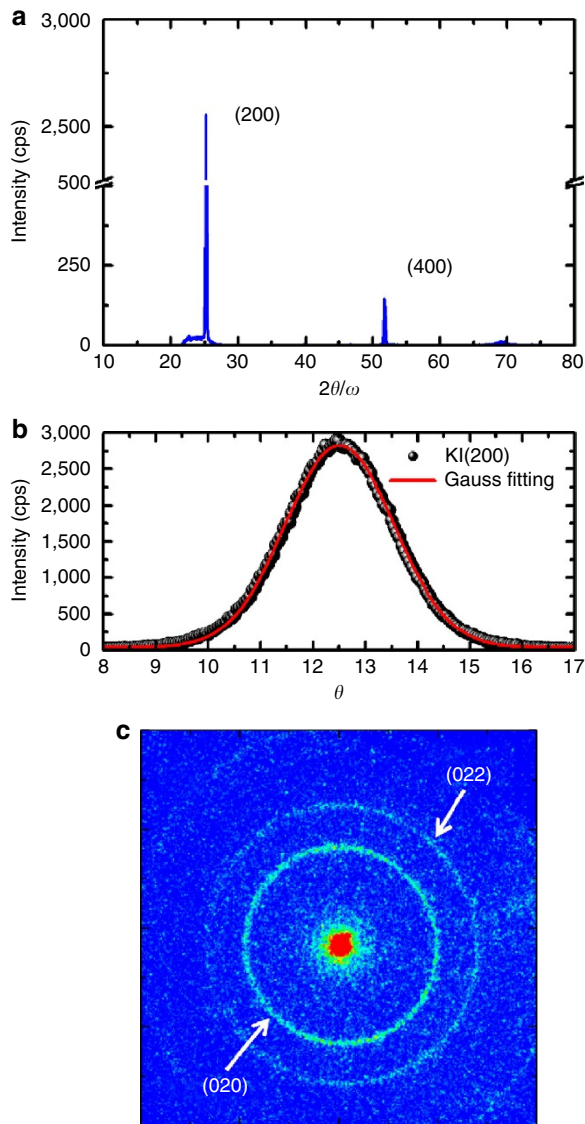 a
3,000
2,500
500
250
0
Intensity (cps)
(200)
(400)
10 20 30 40 50 60 70 80
2θ/ω
b
3,000
2,500
2,000
1,500
1,000
500
0
Intensity (cps)
KI(200)
Gauss fitting
8 9 10 11 12 13 14 15 16 17
θ
c
(022)
(020)